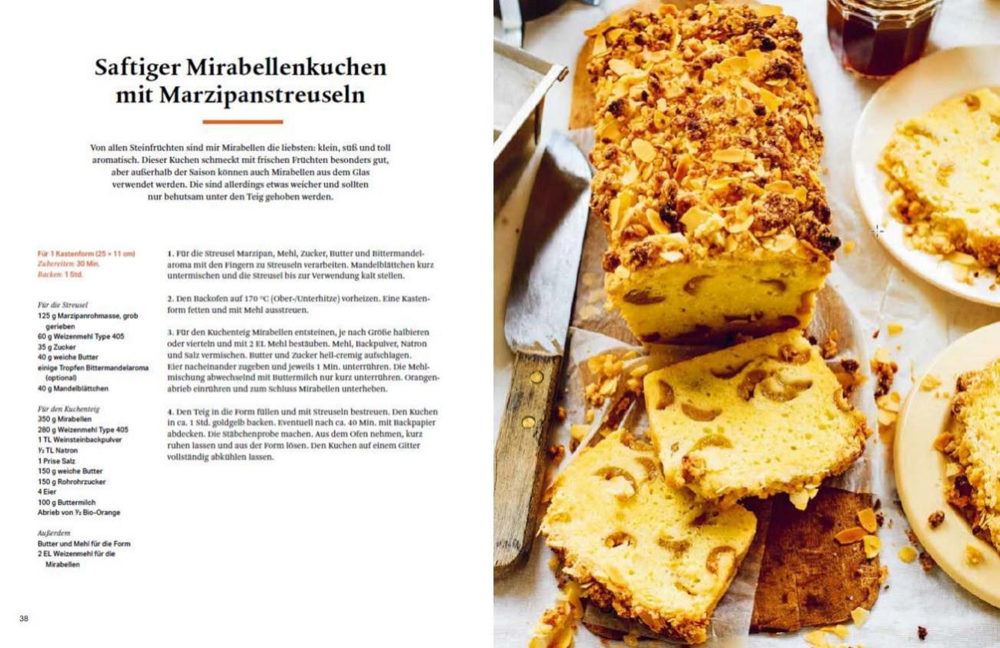 Saftiger Mirabellenkuchen
mit Marzipanstreuseln
Von allen Steinfrüchten sind mir Mirabellen die liebsten: klein, süß und toll
aromatisch. Dieser Kuchen schmeckt mit frischen Früchten besonders gut,
aber außerhalb der Saison können auch Mirabellen aus dem Glas
verwendet werden. Die sind allerdings etwas weicher und sollten
nur behutsam unter den Teig gehoben werden.
Für 1 Kastenform (25 × 11 cm)
Zubereiten: 30 Min.
Backen: 1 Std.
Für die Streusel
125 g Marzipanrohmasse, grob
gerieben
60 g Weizenmehl Type 405
35 g Zucker
40 g weiche Butter
einige Tropfen Bittermandelaroma
(optional)
40 g Mandelblättchen
Für den Kuchenteig
350 g Mirabellen
280 g Weizenmehl Type 405
1 TL Weinsteinbackpulver
½ TL Natron
1 Prise Salz
150 g weiche Butter
150 g Rohrohrzucker
4 Eier
100 g Buttermilch
Abrieb von ½ Bio-Orange
Außerdem
Butter und Mehl für die Form
2 EL Weizenmehl für die
Mirabellen
1. Für die Streusel Marzipan, Mehl, Zucker, Butter und Bittermandel-
aroma mit den Fingern zu Streuseln verarbeiten. Mandelblättchen kurz
untermischen und die Streusel bis zur Verwendung kalt stellen.
2. Den Backofen auf 170 °C (Ober-/Unterhitze) vorheizen. Eine Kasten-
form fetten und mit Mehl ausstreuen.
3. Für den Kuchenteig Mirabellen entsteinen, je nach Größe halbieren
oder vierteln und mit 2 EL Mehl bestäuben. Mehl, Backpulver, Natron
und Salz vermischen. Butter und Zucker hell-cremig aufschlagen.
Eier nacheinander zugeben und jeweils 1 Min. unterrühren. Die Mehl-
mischung abwechselnd mit Buttermilch nur kurz unterrühren. Orangen-
abrieb einrühren und zum Schluss Mirabellen unterheben.
4. Den Teig in die Form füllen und mit Streuseln bestreuen. Den Kuchen
in ca. 1 Std. goldgelb backen. Eventuell nach ca. 40 Min. mit Backpapier
abdecken. Die Stäbchenprobe machen. Aus dem Ofen nehmen, kurz
ruhen lassen und aus der Form lösen. Den Kuchen auf einem Gitter
vollständig abkühlen lassen.
38